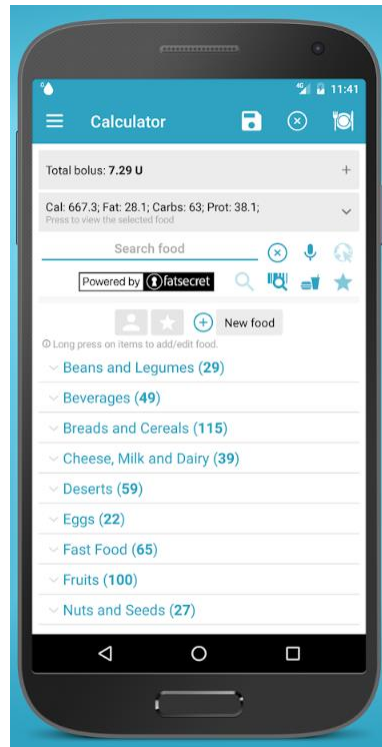 4G 11:41
Calculator
Total bolus: 7.29 U +
Cal: 667.3; Fat: 28.1; Carbs: 63; Prot: 38.1;
Press to view the selected food
Search food
Powered by fatsecret
New food
Long press on items to add/edit food.
Beans and Legumes (29)
Beverages (49)
Breads and Cereals (115)
Cheese, Milk and Dairy (39)
Deserts (59)
Eggs (22)
Fast Food (65)
Fruits (100)
Nuts and Seeds (27)